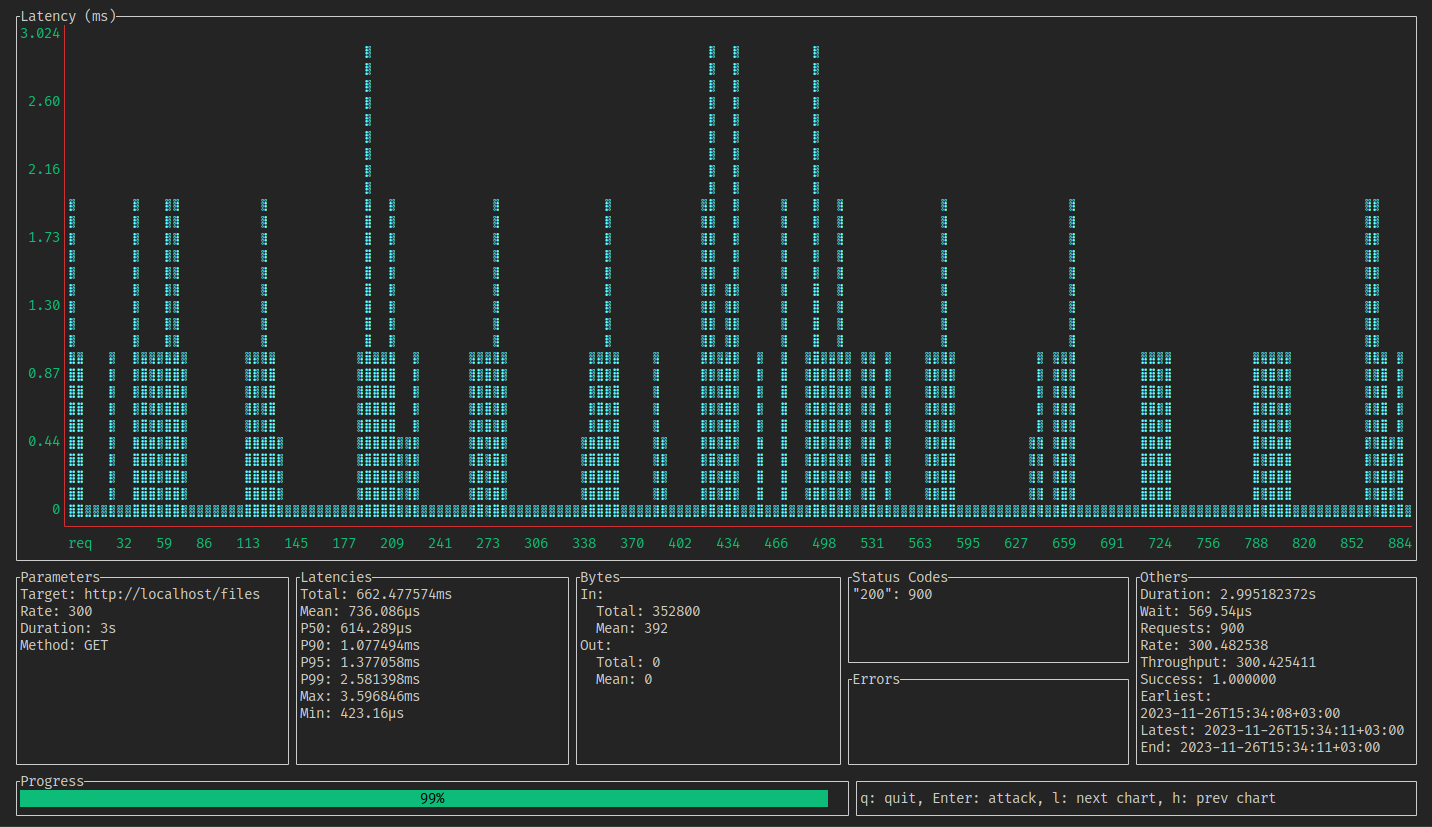 Latency (ms)
3.024
2.60
2.16
1.73
1.30
0.87
0.44
0
req 32 59 86 113 145 177 209 241 273 306 338 370 402 434 466 498 531 563 595 627 659 691 724 756 788 820 852 884
Parameters
Target: http://localhost/files
Rate: 300
Duration: 3s
Method: GET
Latencies
Total: 662.477574ms
Mean: 736.086µs
P50: 614.289µs
P90: 1.077494ms
P95: 1.377058ms
P99: 2.581398ms
Max: 3.596846ms
Min: 423.16µs
Bytes
In:
Total: 352800
Mean: 392
Out:
Total: 0
Mean: 0
Status Codes
"200": 900
Errors
Others
Duration: 2.995182372s
Wait: 569.54µs
Requests: 900
Rate: 300.482538
Throughput: 300.425411
Success: 1.000000
Earliest:
2023-11-26T15:34:08+03:00
Latest: 2023-11-26T15:34:11+03:00
End: 2023-11-26T15:34:11+03:00
Progress
99%
q: quit, Enter: attack, l: next chart, h: prev chart